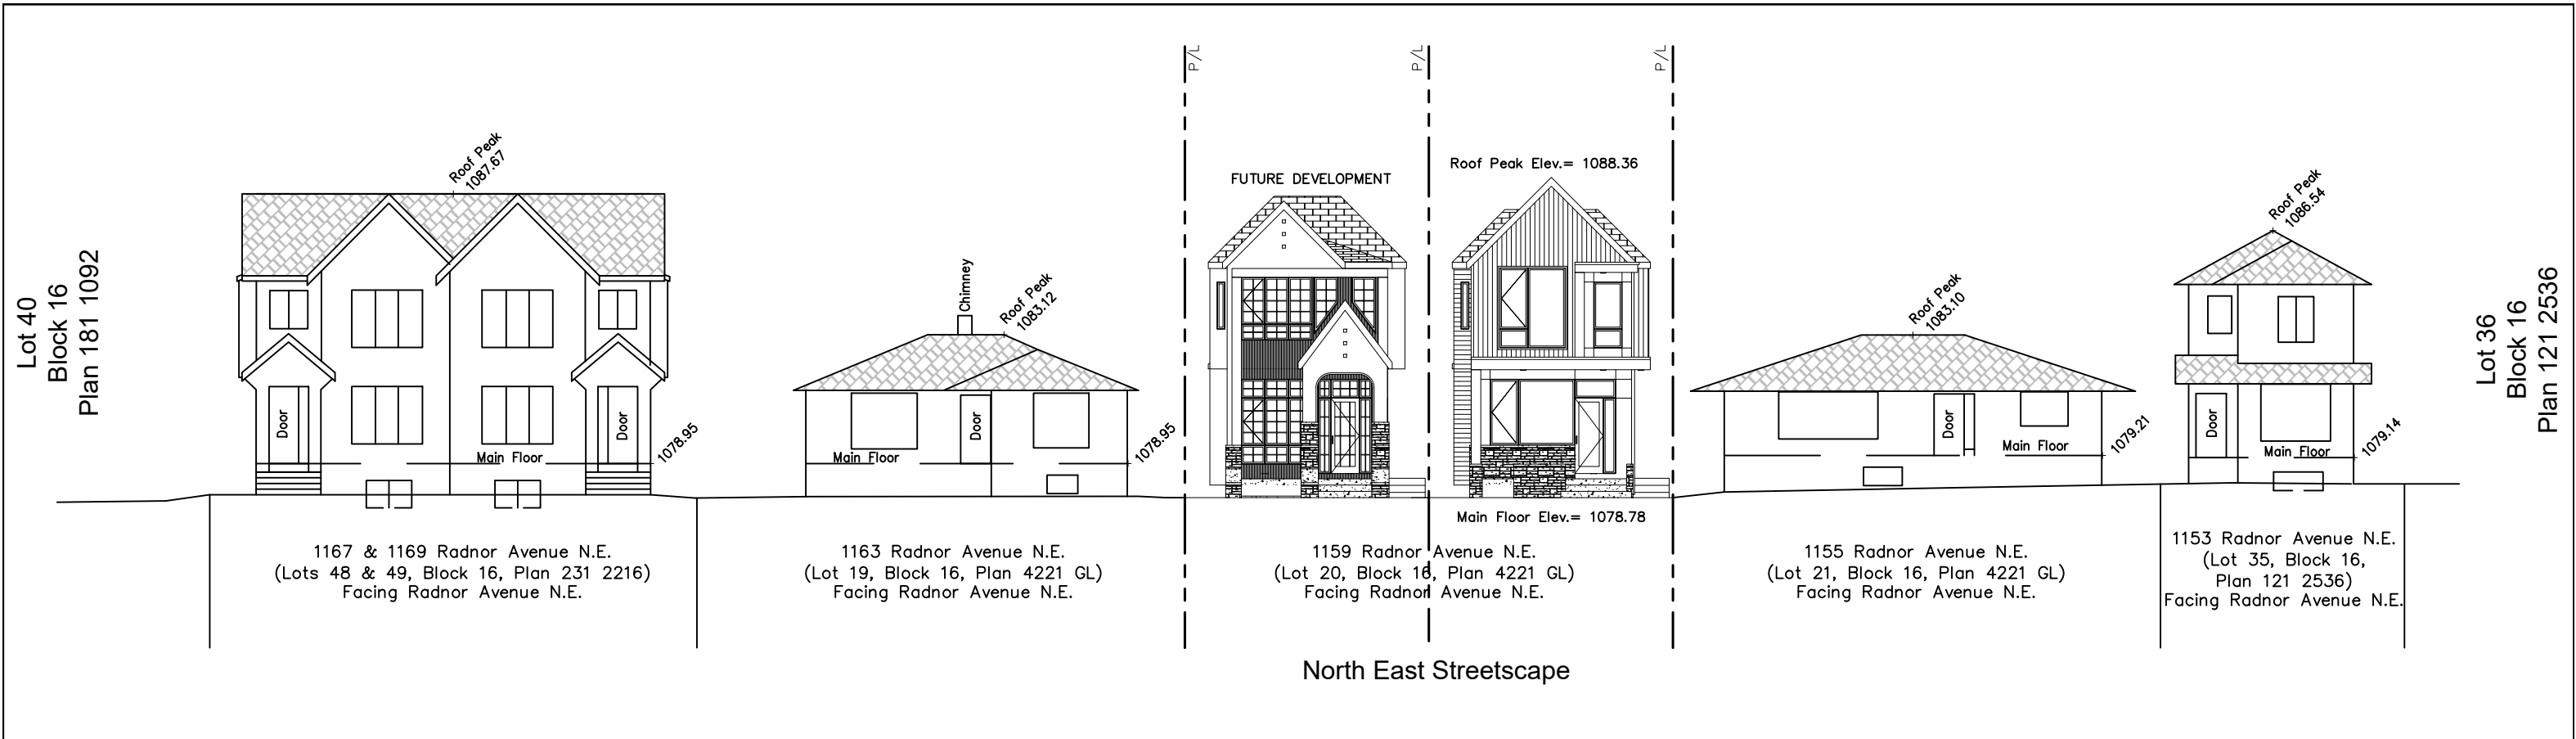 Lot 40
Block 16
Plan 181 1092
Roof Peak
1087.67
Door
Main Floor
Door
1078.95
1167 & 1169 Radnor Avenue N.E.
(Lots 48 & 49, Block 16, Plan 231 2216)
Facing Radnor Avenue N.E.
Chimney
Roof Peak
1083.12
Main Floor
Door
1078.95
1163 Radnor Avenue N.E.
(Lot 19, Block 16, Plan 4221 GL)
Facing Radnor Avenue N.E.
P/L
P/L
P/L
FUTURE DEVELOPMENT
Roof Peak Elev.= 1088.36
Main Floor Elev.= 1078.78
1159 Radnor Avenue N.E.
(Lot 20, Block 16, Plan 4221 GL)
Facing Radnor Avenue N.E.
Roof Peak
1083.10
Door
Main Floor
1079.21
1155 Radnor Avenue N.E.
(Lot 21, Block 16, Plan 4221 GL)
Facing Radnor Avenue N.E.
Roof Peak
1086.54
Door
Main Floor
1079.14
1153 Radnor Avenue N.E.
(Lot 35, Block 16,
Plan 121 2536)
Facing Radnor Avenue N.E.
Lot 36
Block 16
Plan 121 2536
North East Streetscape